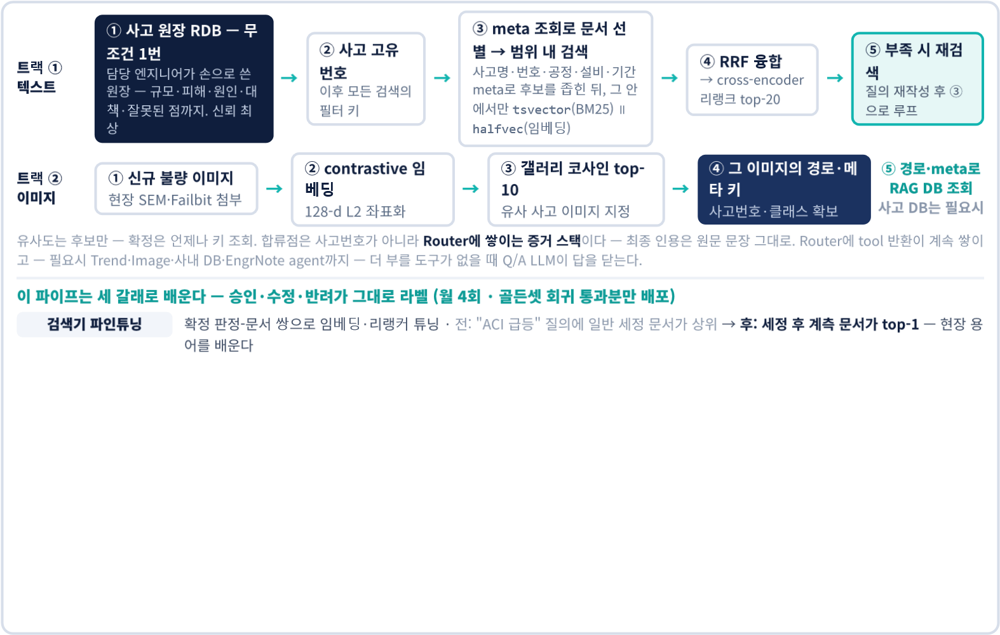 트랙 ①
텍스트
① 사고 원장 RDB — 무
조건 1번
담당 엔지니어가 손으로 쓴
원장 — 규모·피해·원인·대
책·잘못된 점까지. 신뢰 최
상
→
② 사고 고유
번호
이후 모든 검색의
필터 키
→
③ meta 조회로 문서 선
별 → 범위 내 검색
사고명·번호·공정·설비·기간
meta로 후보를 좁힌 뒤, 그 안
에서만 tsvector(BM25) ∥
halfvec(임베딩)
→
④ RRF 융합
→ cross-encoder
리랭크 top-20
→
⑤ 부족 시 재검
색
질의 재작성 후 ③
으로 루프
트랙 ②
이미지
① 신규 불량 이미지
현장 SEM·Failbit 첨부
→
② contrastive 임
베딩
128-d L2 좌표화
→
③ 갤러리 코사인 top-
10
유사 사고 이미지 지정
→
④ 그 이미지의 경로·메
타 키
사고번호·클래스 확보
⑤ 경로·meta로
RAG DB 조회
사고 DB는 필요시
유사도는 후보만 — 확정은 언제나 키 조회. 합류점은 사고번호가 아니라 Router에 쌓이는 증거 스택이다 — 최종 인용은 원문 문장 그대로. Router에 tool 반환이 계속 쌓이
고 — 필요시 Trend·Image·사내 DB·EngrNote agent까지 — 더 부를 도구가 없을 때 Q/A LLM이 답을 닫는다.
이 파이프는 세 갈래로 배운다 — 승인·수정·반려가 그대로 라벨 (월 4회 · 골든셋 회귀 통과분만 배포)
검색기 파인튜닝
확정 판정-문서 쌍으로 임베딩·리랭커 튜닝 · 전: "ACI 급등" 질의에 일반 세정 문서가 상위 → 후: 세정 후 계측 문서가 top-1 — 현장 용
어를 배운다